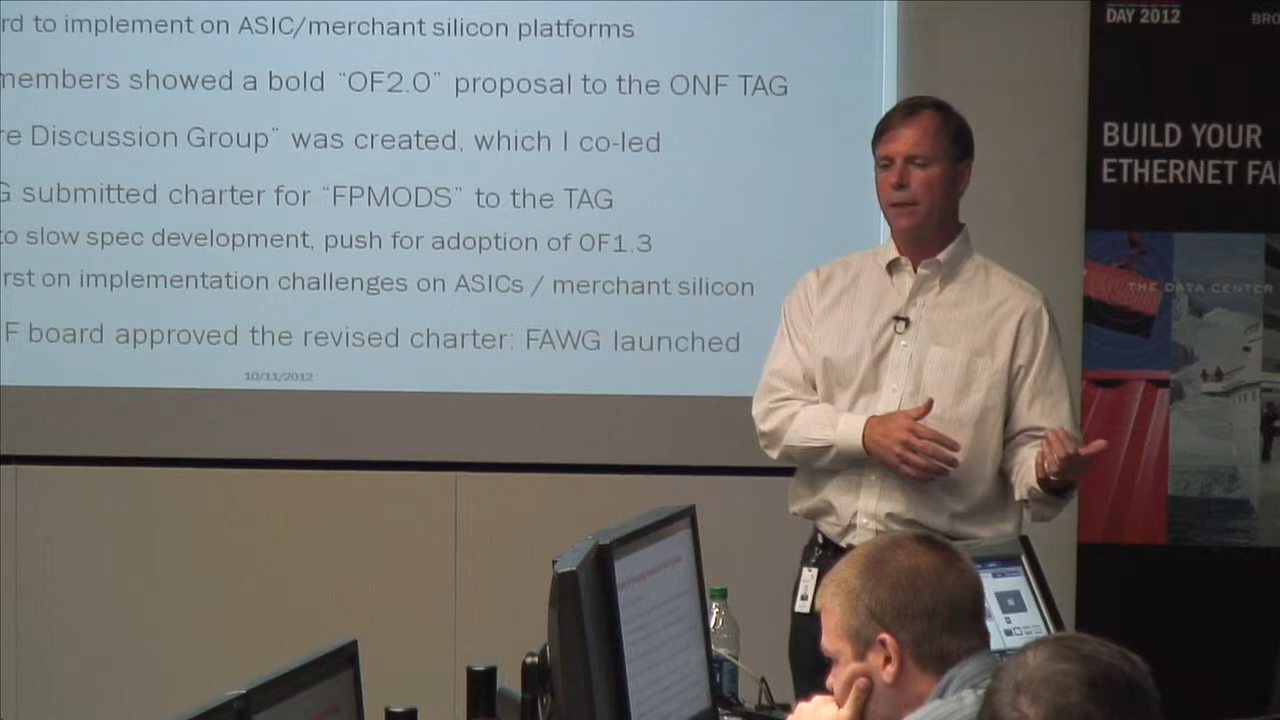 rd to implement on ASIC/merchant silicon platforms
members showed a bold “OF2.0” proposal to the ONF TAG
re Discussion Group” was created, which I co-led
G submitted charter for “FPMODS” to the TAG
to slow spec development, push for adoption of OF1.3
rst on implementation challenges on ASICs / merchant silicon
F board approved the revised charter: FAWG launched
10/11/2012
DAY 2012
BRO
BUILD YOUR
ETHERNET FA
THE DATA CENTER